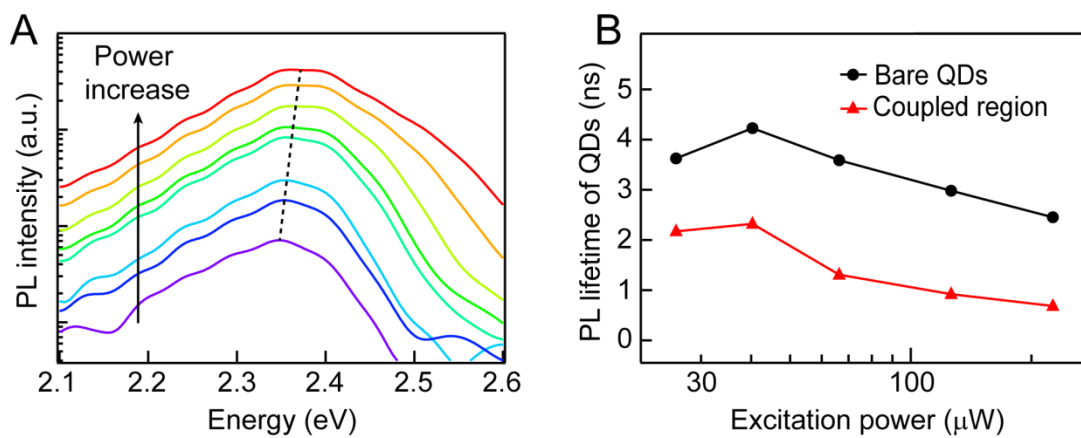 A
Power
increase
PL intensity (a.u.)
2.1 2.2 2.3 2.4 2.5 2.6
Energy (eV)
B
Bare QDs
Coupled region
PL lifetime of QDs (ns)
5
4
3
2
1
0
30 100
Excitation power (μW)